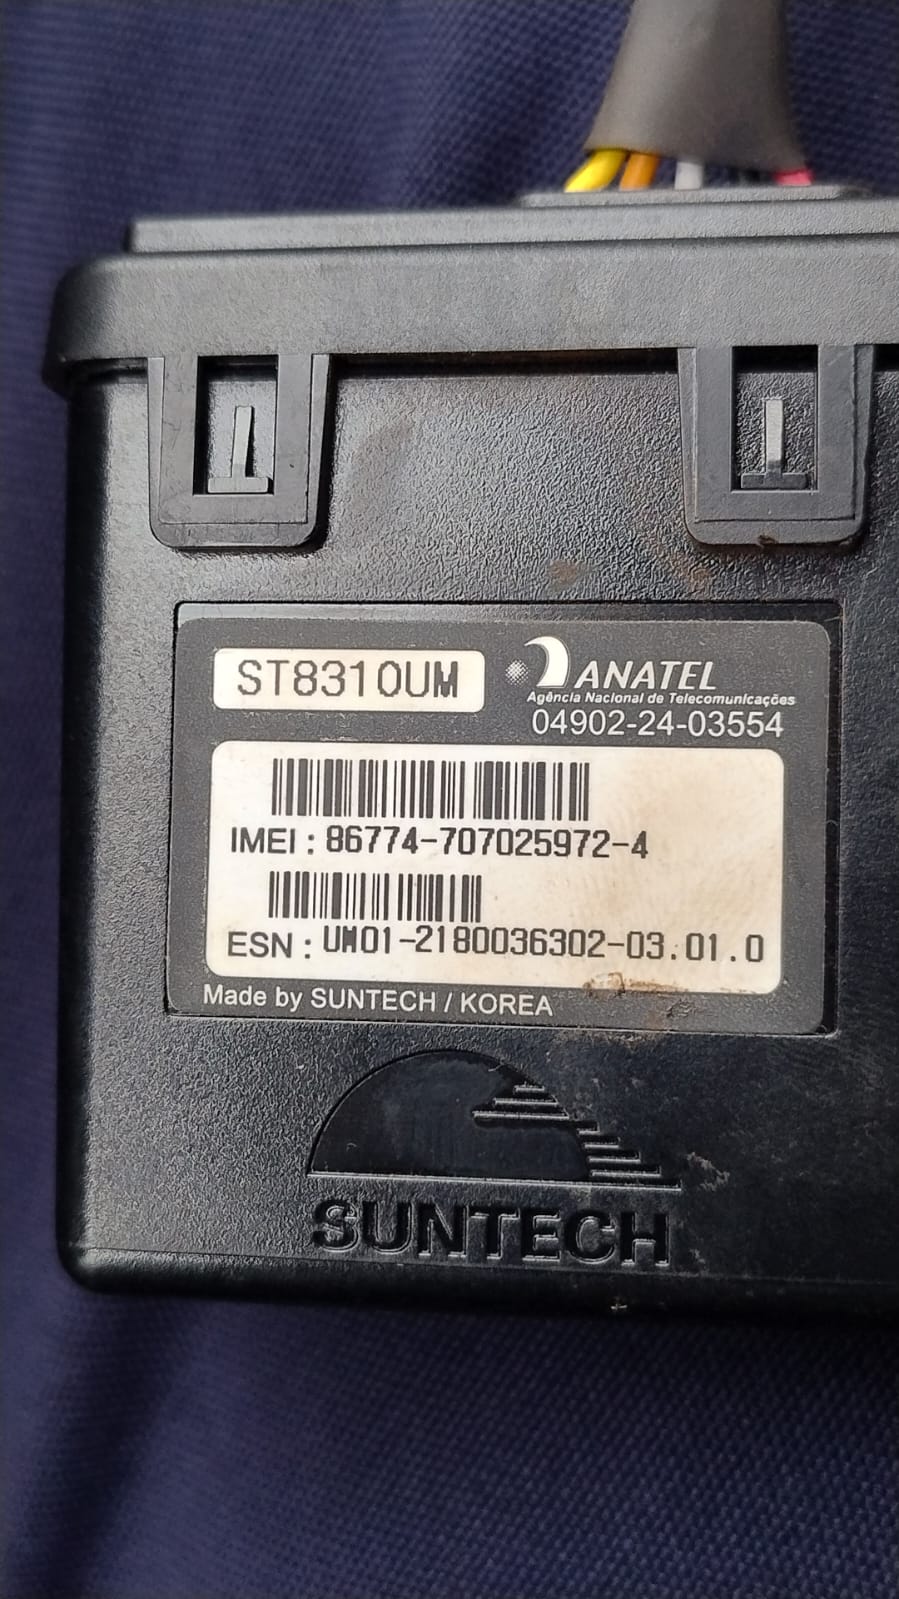 ST8310UM
ANATEL
Agência Nacional de Telecomunicações
04902-24-03554
IMEI : 86774-707025972-4
ESN : UM01-2180036302-03.01.0
Made by SUNTECH / KOREA
SUNTECH